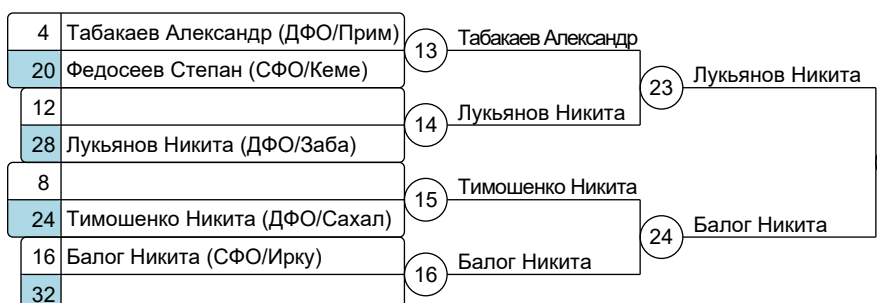 4 Табакаев Александр (ДФО/Прим)
20 Федосеев Степан (СФО/Кеме)
12
28 Лукьянов Никита (ДФО/Заба)
8
24 Тимошенко Никита (ДФО/Сахал)
16 Балог Никита (СФО/Ирку)
32
13 Табакаев Александр
14 Лукьянов Никита
15 Тимошенко Никита
16 Балог Никита
23 Лукьянов Никита
24 Балог Никита